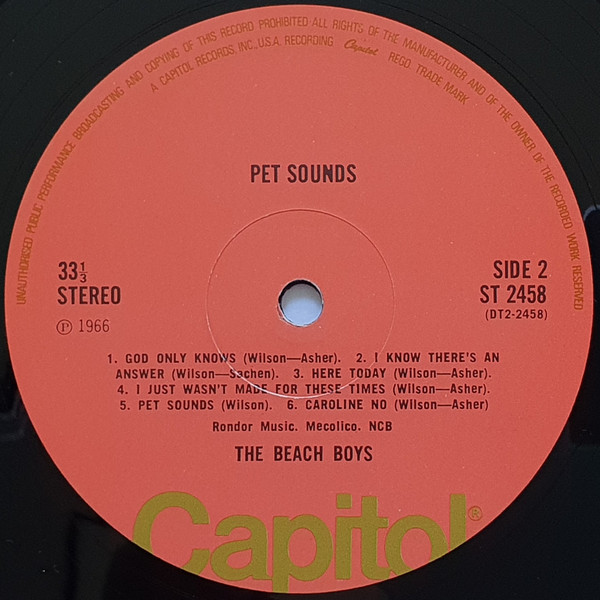 UNAUTHORISED PUBLIC PERFORMANCE BROADCASTING AND COPYING OF THIS RECORD PROHIBITED ALL RIGHTS OF THE MANUFACTURER AND OF THE OWNER OF THE RECORDED WORK RESERVED
A CAPITOL RECORDS INC., U.S.A. RECORDING Capitol REGD. TRADE MARK
PET SOUNDS
33⅓
STEREO
Ⓟ 1966
SIDE 2
ST 2458
(DT2-2458)
1. GOD ONLY KNOWS (Wilson—Asher). 2. I KNOW THERE'S AN
ANSWER (Wilson—Sachen). 3. HERE TODAY (Wilson—Asher).
4. I JUST WASN'T MADE FOR THESE TIMES (Wilson—Asher).
5. PET SOUNDS (Wilson). 6. CAROLINE NO (Wilson—Asher)
Rondor Music. Mecolico. NCB
THE BEACH BOYS
Capitol®